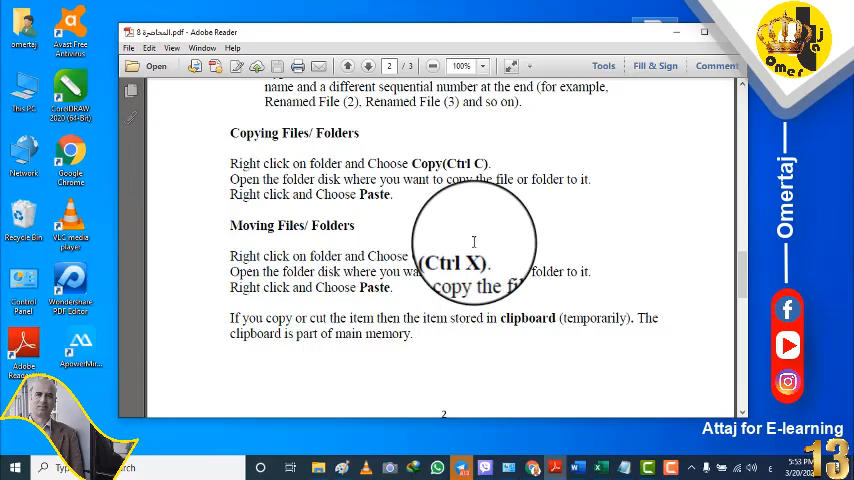 المحاضرة 8.pdf - Adobe Reader
File Edit View Window Help
Open 2 / 3 100% Tools Fill & Sign Comment
name and a different sequential number at the end (for example,
Renamed File (2), Renamed File (3) and so on).
Copying Files/ Folders
Right click on folder and Choose Copy(Ctrl C).
Open the folder disk where you want to copy the file or folder to it.
Right click and Choose Paste.
Moving Files/ Folders
Right click on folder and Choose (Ctrl X).
Open the folder disk where you copy the folder to it.
Right click and Choose Paste.
If you copy or cut the item then the item stored in clipboard (temporarily). The
clipboard is part of main memory.
2
omertaj
Avast Free
Antivirus
This PC
CorelDRAW
2020 (64-Bit)
Recycle Bin
Google
Chrome
VLC media
player
Control
Panel
Wondershare
PDF Editor
Adobe
ApowerMir...
Omer
taj
Omertaj
Attaj for E-learning
5:53 PM
13